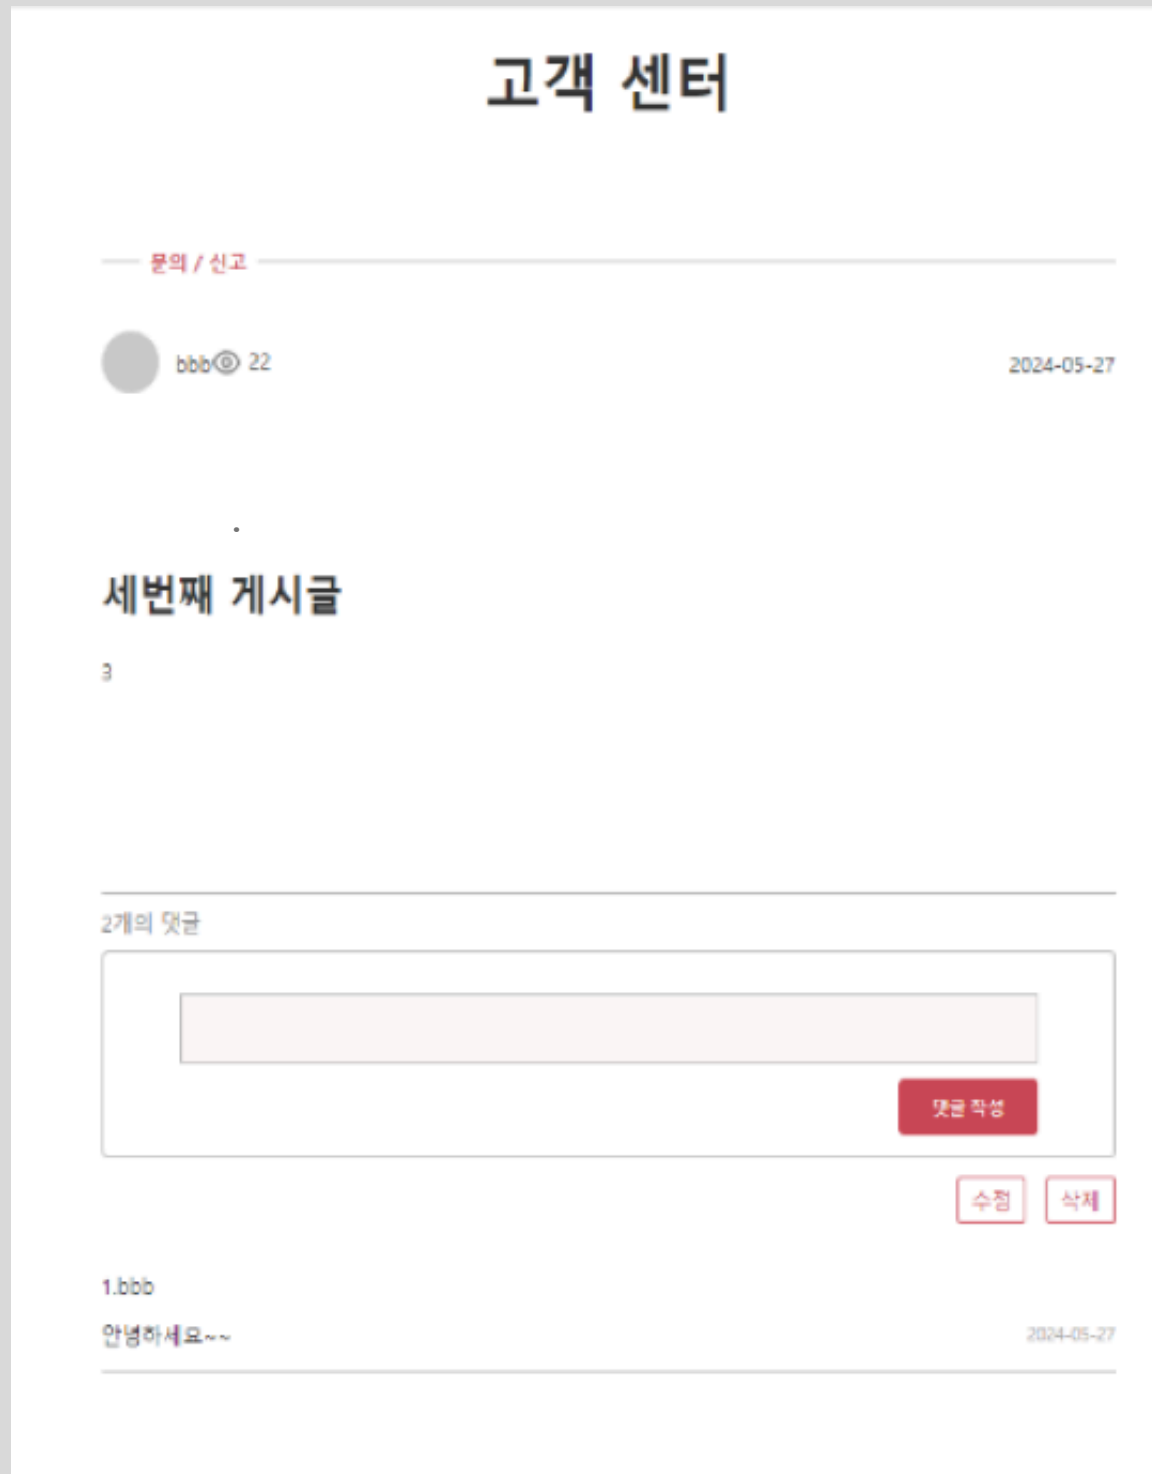 고객 센터
문의 / 신고
bbb 22
2024-05-27
세번째 게시글
3
2개의 댓글
댓글 작성
수정
삭제
1.bbb
안녕하세요~~
2024-05-27